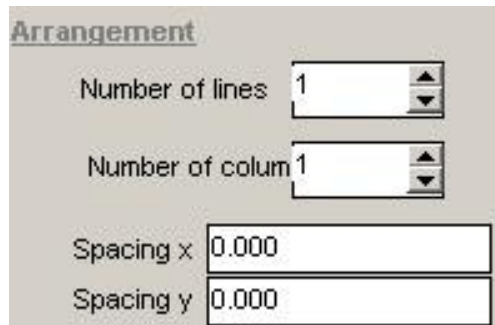 Arrangement
Number of lines 1
Number of colum 1
Spacing x 0.000
Spacing y 0.000